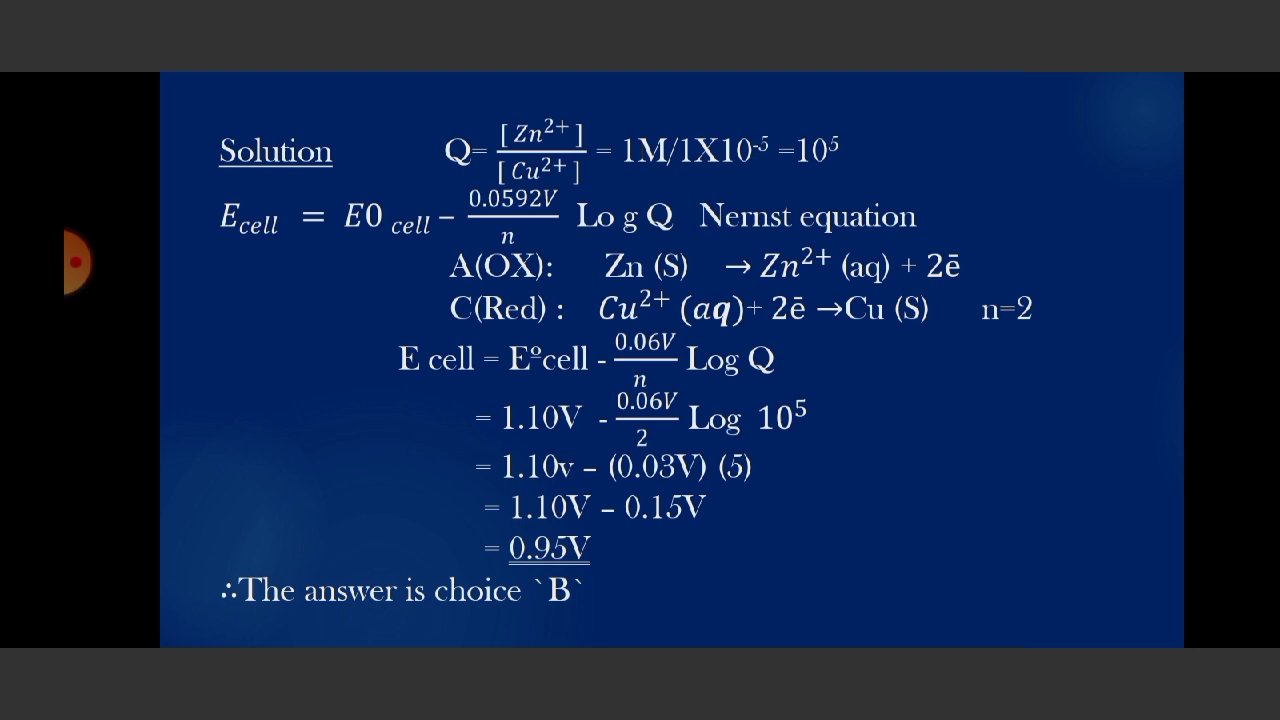 Solution Q= [Zn²⁺] / [Cu²⁺] = 1M/1X10⁻⁵ =10⁵
E_cell = E0 _cell – 0.0592V / n Lo g Q Nernst equation
A(OX): Zn (S) → Zn²⁺ (aq) + 2ē
C(Red) : Cu²⁺ (aq)+ 2ē →Cu (S) n=2
E cell = E°cell - 0.06V / n Log Q
= 1.10V - 0.06V / 2 Log 10⁵
= 1.10v – (0.03V) (5)
= 1.10V – 0.15V
= 0.95V
∴The answer is choice `B`